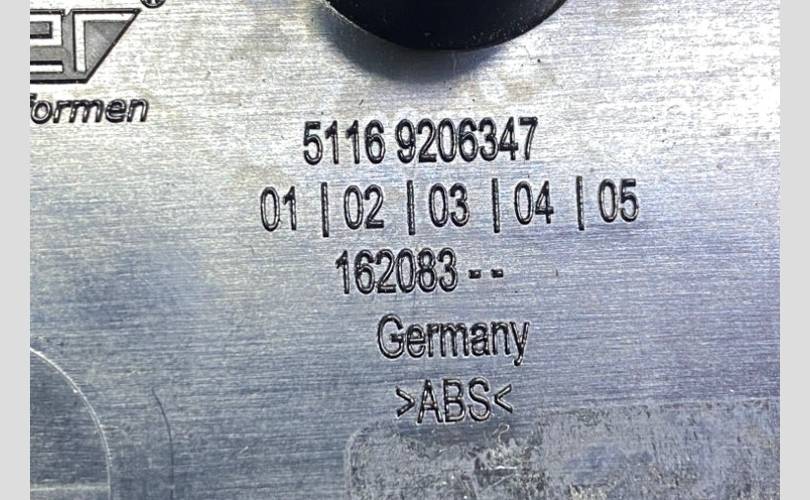 ®
formen
5116 9206347
01 | 02 | 03 | 04 | 05
162083 - -
Germany
>ABS<